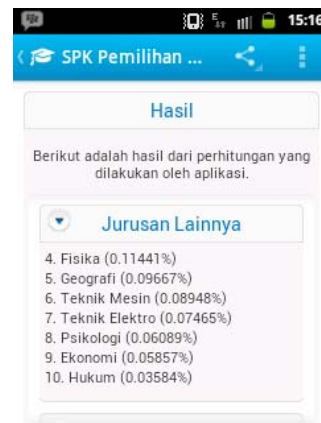 15:16
SPK Pemilihan ...
Hasil
Berikut adalah hasil dari perhitungan yang
dilakukan oleh aplikasi.
Jurusan Lainnya
4. Fisika (0.11441%)
5. Geografi (0.09667%)
6. Teknik Mesin (0.08948%)
7. Teknik Elektro (0.07465%)
8. Psikologi (0.06089%)
9. Ekonomi (0.05857%)
10. Hukum (0.03584%)